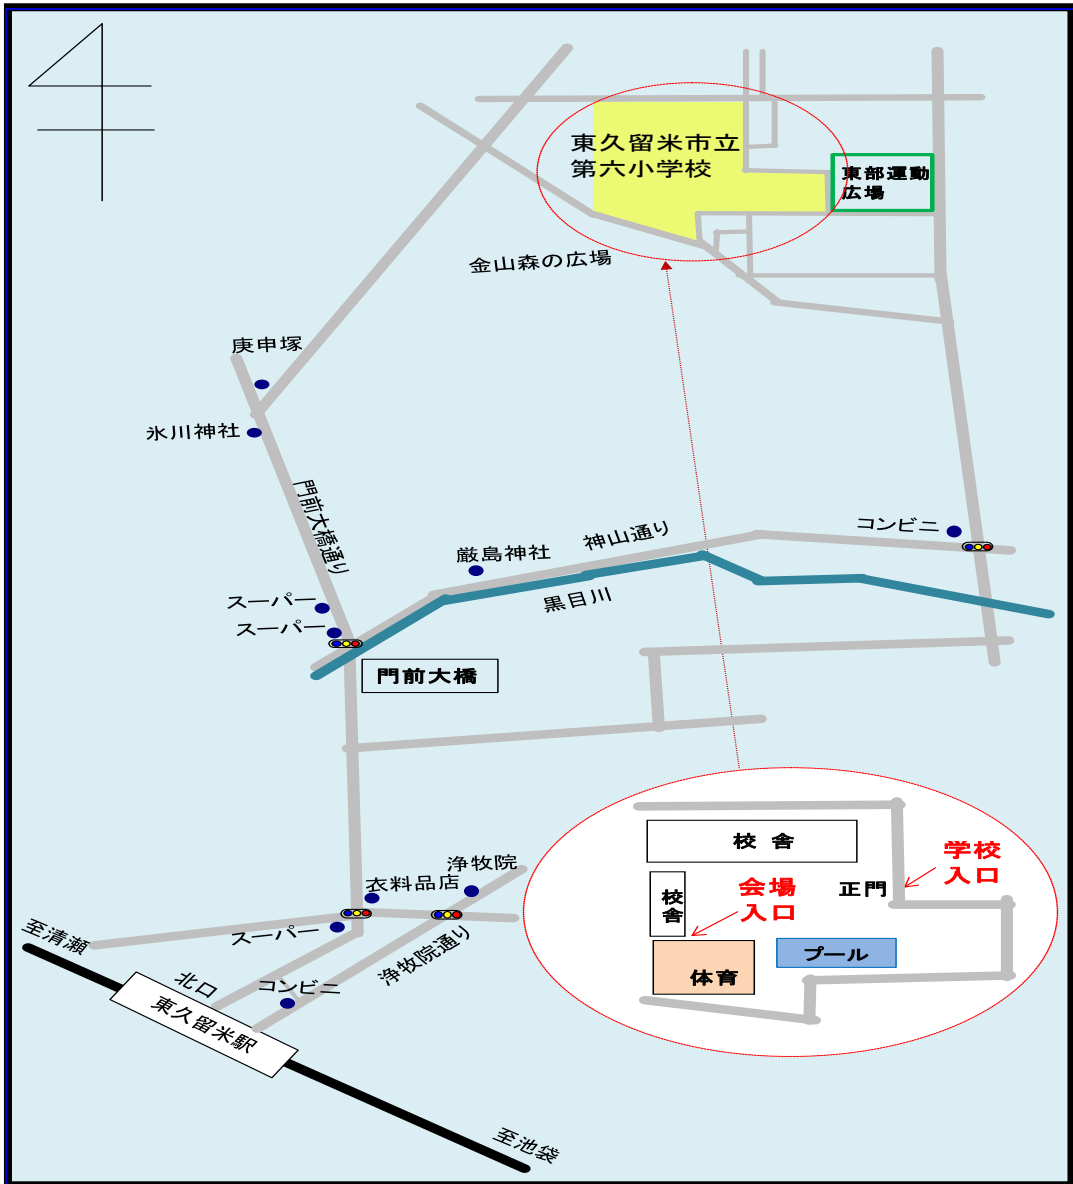 東久留米市立
第六小学校
東部運動
広場
金山森の広場
庚申塚
氷川神社
門前大橋通り
コンビニ
神山通り
厳島神社
黒目川
スーパー
スーパー
門前大橋
校舎
学校
入口
正門
会場
入口
校舎
プール
体育
浄牧院
衣料品店
スーパー
浄牧院通り
至清瀬
北口
コンビニ
東久留米駅
至池袋